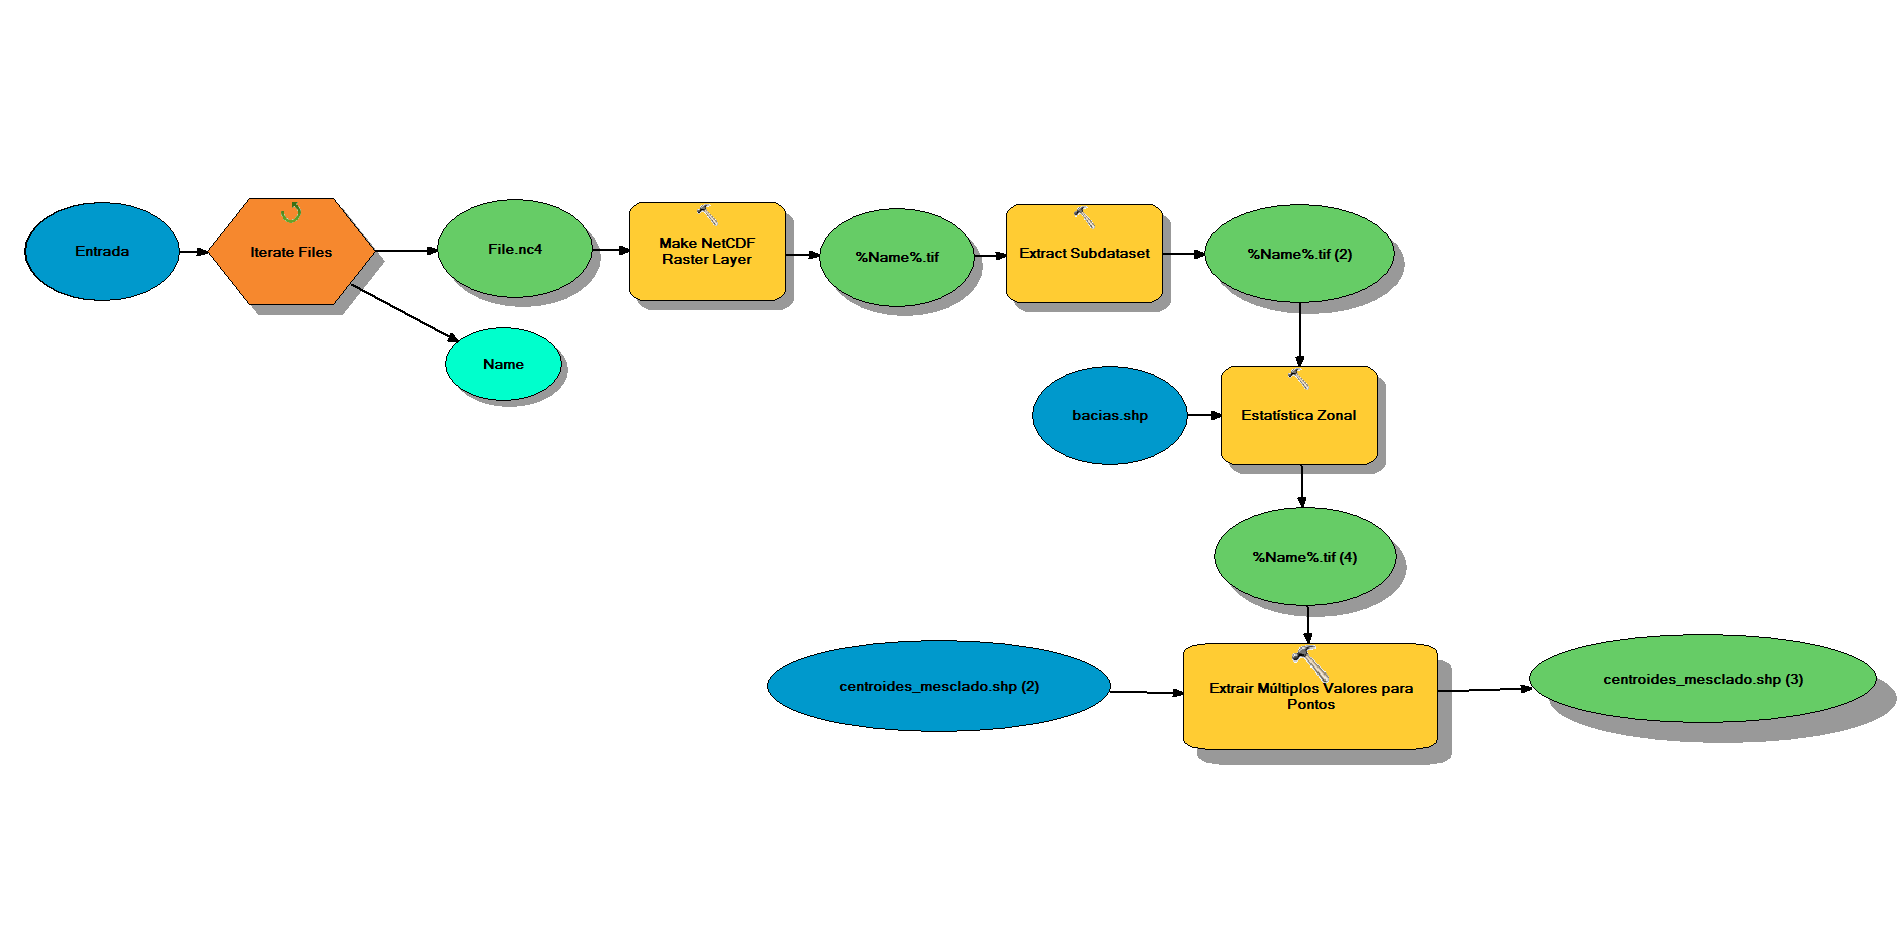 Entrada
Iterate Files
File.nc4
Name
Make NetCDF
Raster Layer
%Name%.tif
Extract Subdataset
%Name%.tif (2)
bacias.shp
Estatística Zonal
%Name%.tif (4)
centroides_mesclado.shp (2)
Extrair Múltiplos Valores para
Pontos
centroides_mesclado.shp (3)